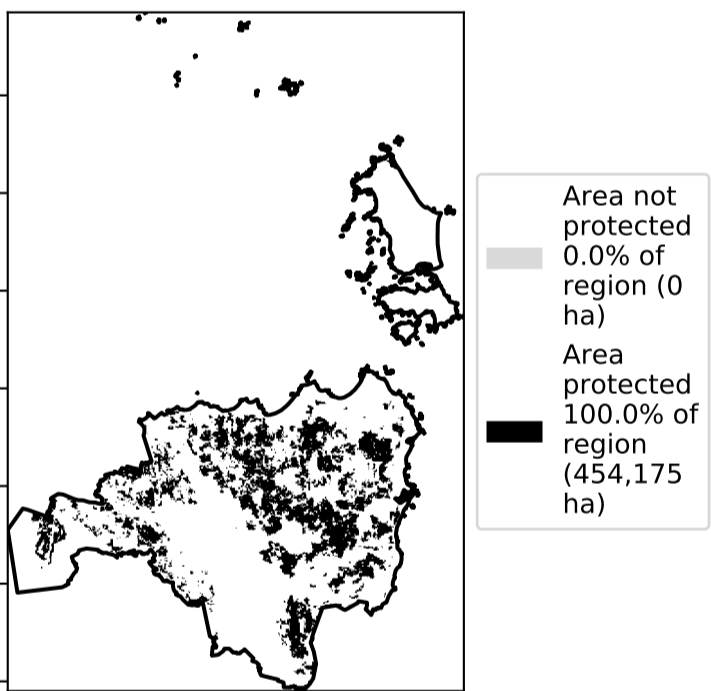 Area not
protected
0.0% of
region (0
ha)
Area
protected
100.0% of
region
(454,175
ha)